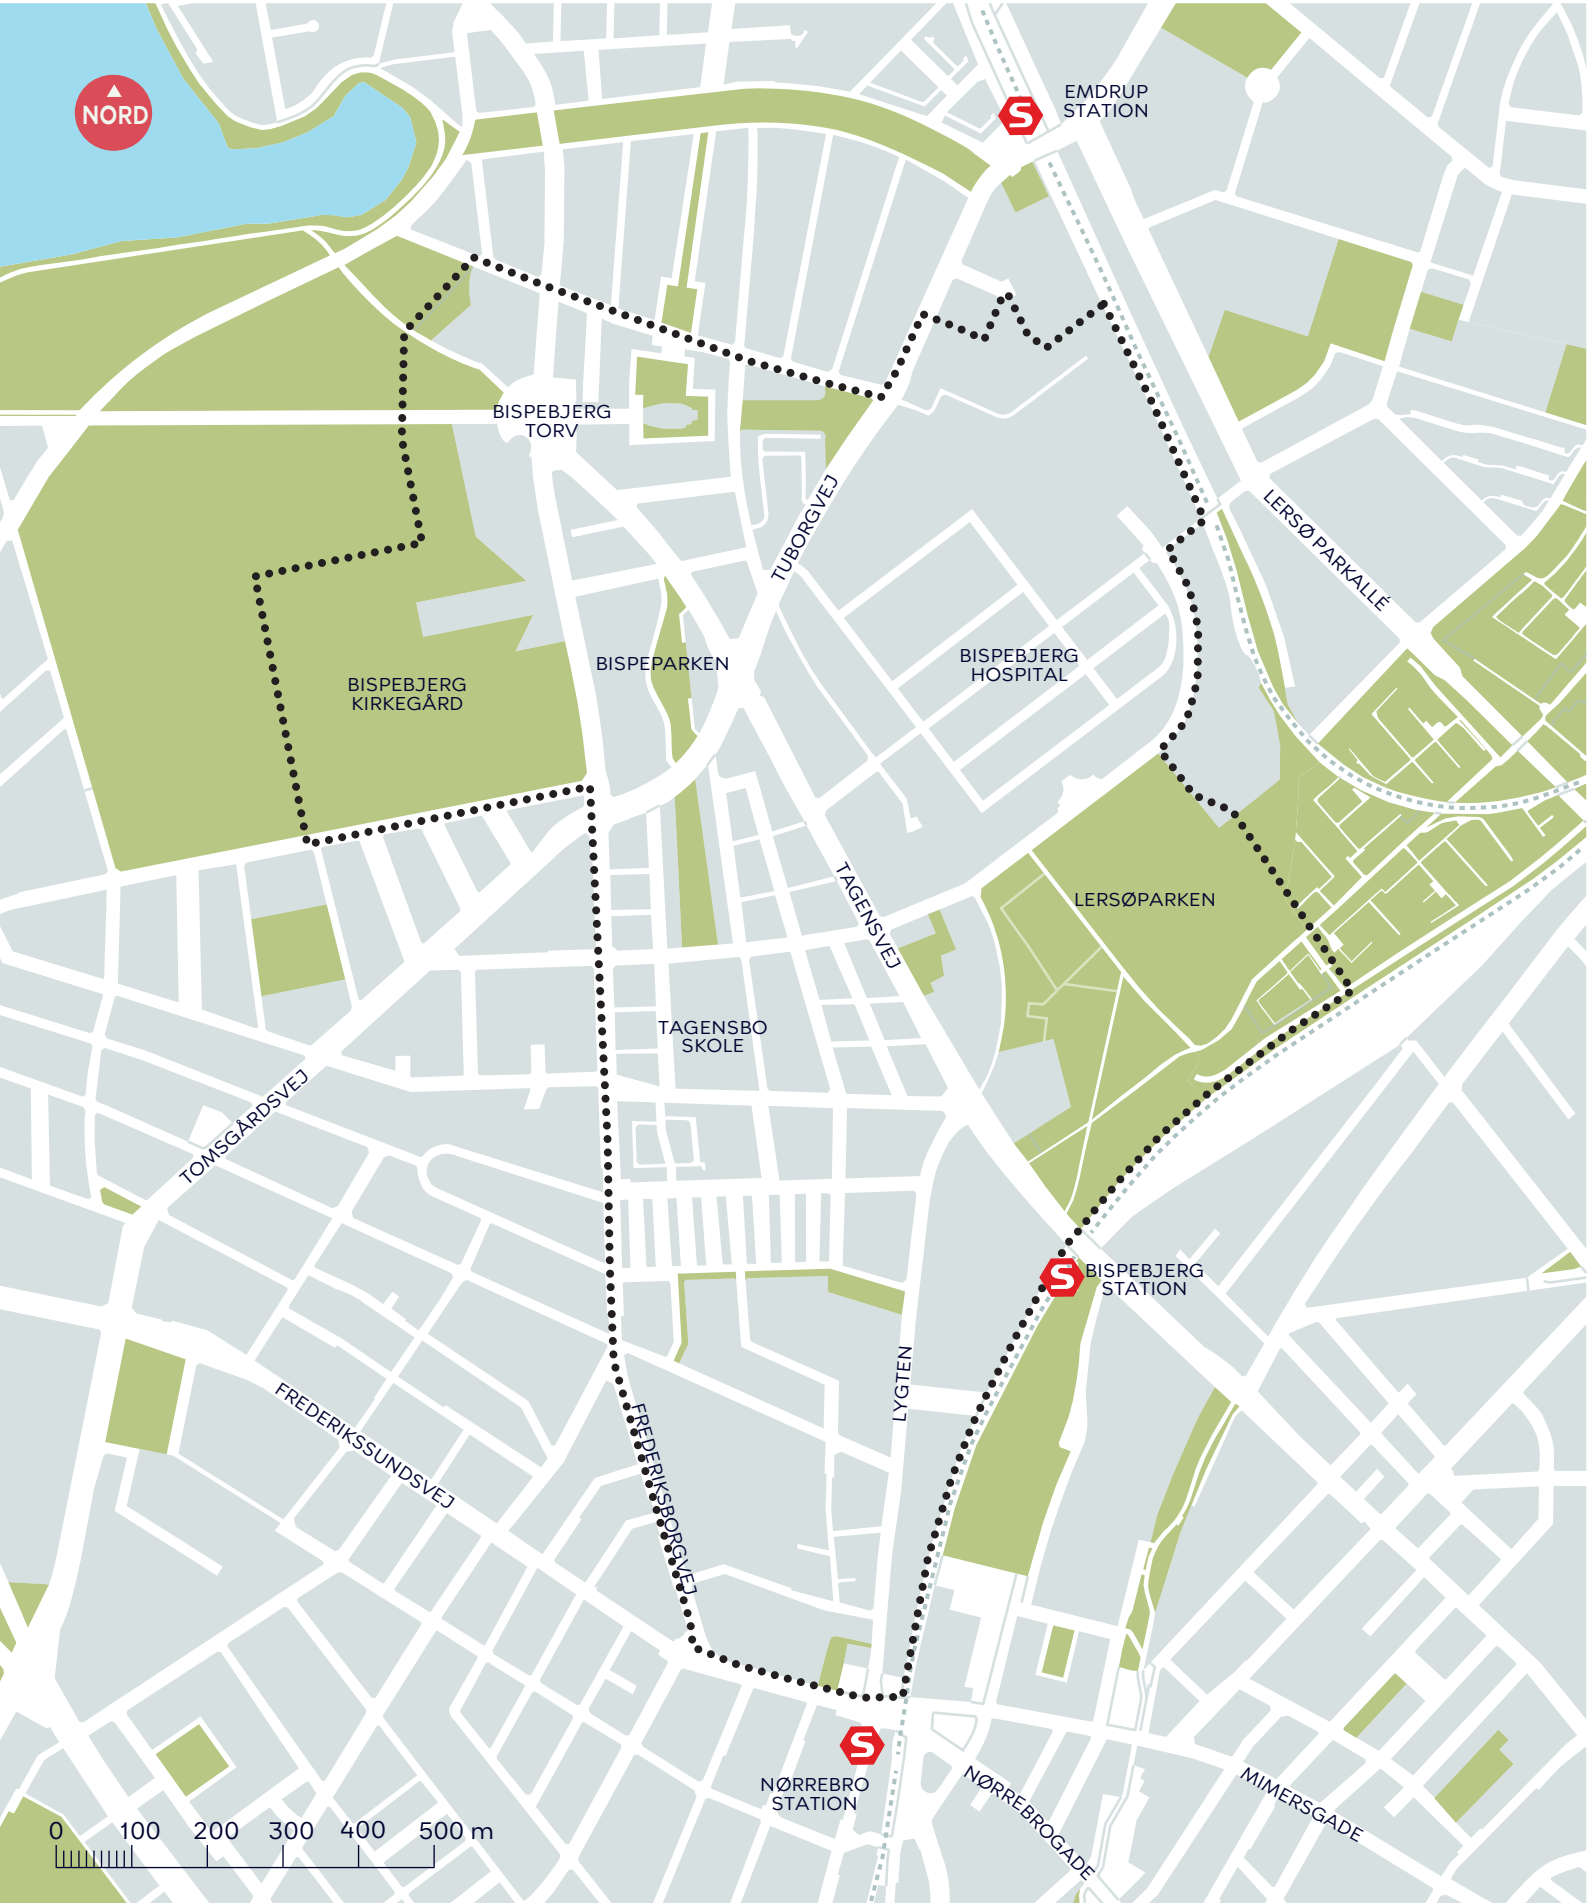 NORD
S
EMDRUP
STATION
BISPEBJERG
TORV
TUBORGVEJ
LERSØ PARKALLÉ
BISPEPARKEN
BISPEBJERG
HOSPITAL
BISPEBJERG
KIRKEGÅRD
TAGENSVEJ
LERSØPARKEN
TAGENSBO
SKOLE
TOMSGÅRDSVEJ
S
BISPEBJERG
STATION
LYGTEN
FREDERIKSSUNDSVEJ
FREDERIKSBORGVEJ
S
NØRREBRO
STATION
NØRREBROGADE
MIMERSGADE
0 100 200 300 400 500 m